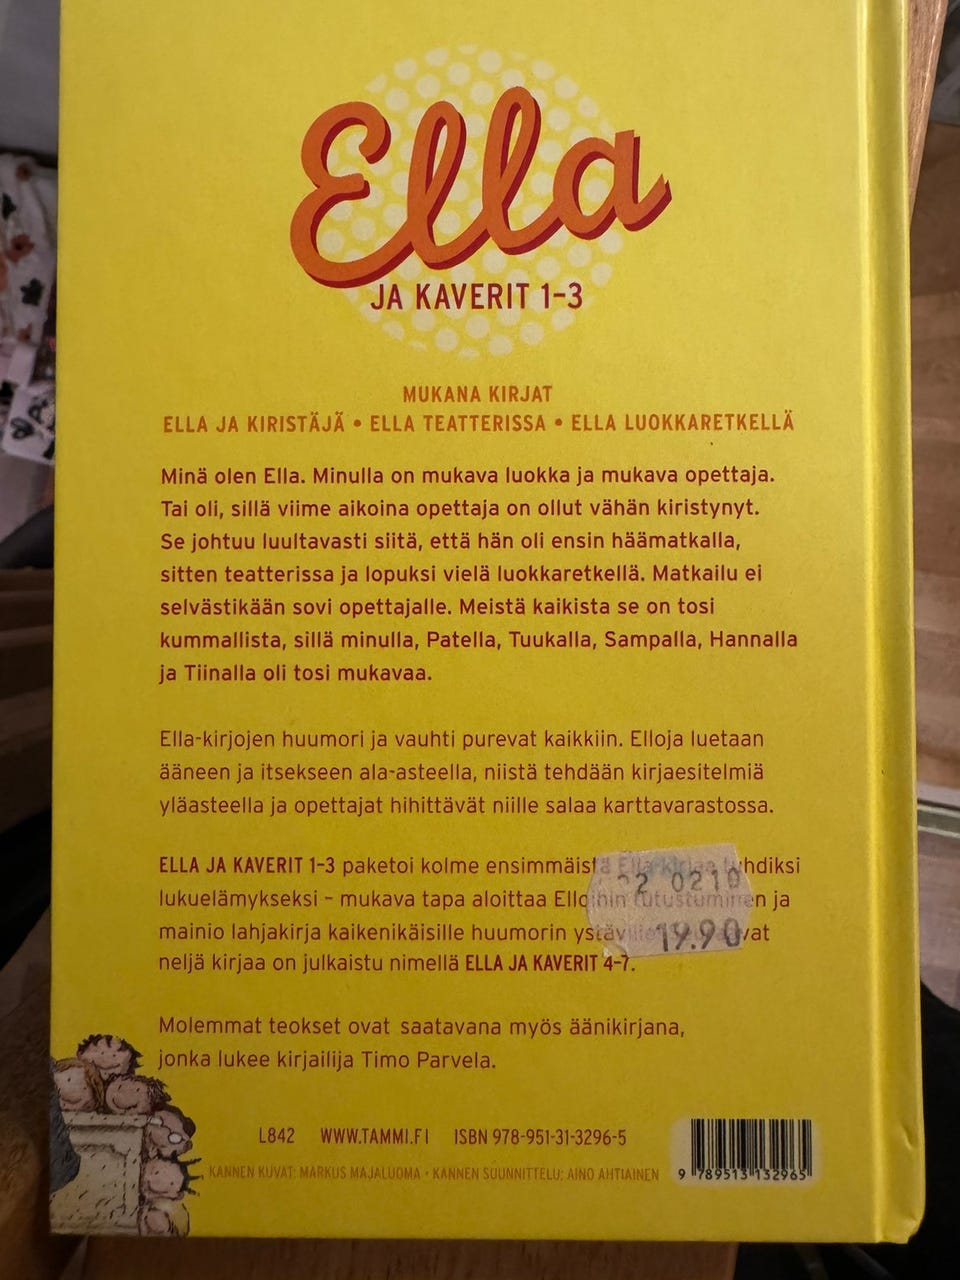 Ella
JA KAVERIT 1–3
MUKANA KIRJAT
ELLA JA KIRISTÄJÄ • ELLA TEATTERISSA • ELLA LUOKKARETKELLÄ
Minä olen Ella. Minulla on mukava luokka ja mukava opettaja.
Tai oli, sillä viime aikoina opettaja on ollut vähän kiristynyt.
Se johtuu luultavasti siitä, että hän oli ensin häämatkalla,
sitten teatterissa ja lopuksi vielä luokkaretkellä. Matkailu ei
selvästikään sovi opettajalle. Meistä kaikista se on tosi
kummallista, sillä minulla, Patella, Tuukalla, Sampalla, Hannalla
ja Tiinalla oli tosi mukavaa.
Ella-kirjojen huumori ja vauhti purevat kaikkiin. Elloja luetaan
ääneen ja itsekseen ala-asteella, niistä tehdään kirjaesitelmiä
yläasteella ja opettajat hihittävät niille salaa karttavarastossa.
ELLA JA KAVERIT 1–3 paketoi kolme ensimmäistä Ella-kirjaa yhdiksi
0210
lukuelämykseksi – mukava tapa aloittaa Elloihin tutustuminen ja
mainio lahjakirja kaikenikäisille huumorin ystäville
19.90
neljä kirjaa on julkaistu nimellä ELLA JA KAVERIT 4–7.
Molemmat teokset ovat saatavana myös äänikirjana,
jonka lukee kirjailija Timo Parvela.
L842 WWW.TAMMI.FI ISBN 978-951-31-3296-5
KANNEN KUVAT: MARKUS MAJALUOMA • KANNEN SUUNNITTELU: AINO AHTIAINEN
9 789513 132965